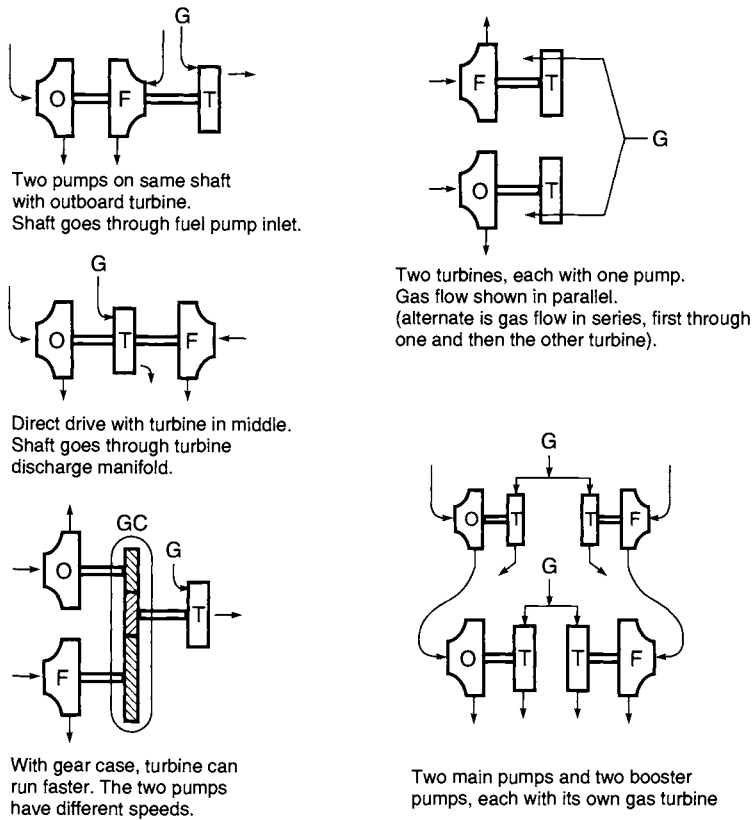 G
O F T
Two pumps on same shaft
with outboard turbine.
Shaft goes through fuel pump inlet.
G
O T F
Direct drive with turbine in middle.
Shaft goes through turbine
discharge manifold.
GC
G
O
T
F
With gear case, turbine can
run faster. The two pumps
have different speeds.
F T
G
O T
Two turbines, each with one pump.
Gas flow shown in parallel.
(alternate is gas flow in series, first through
one and then the other turbine).
G
O T T F
G
O T T F
Two main pumps and two booster
pumps, each with its own gas turbine